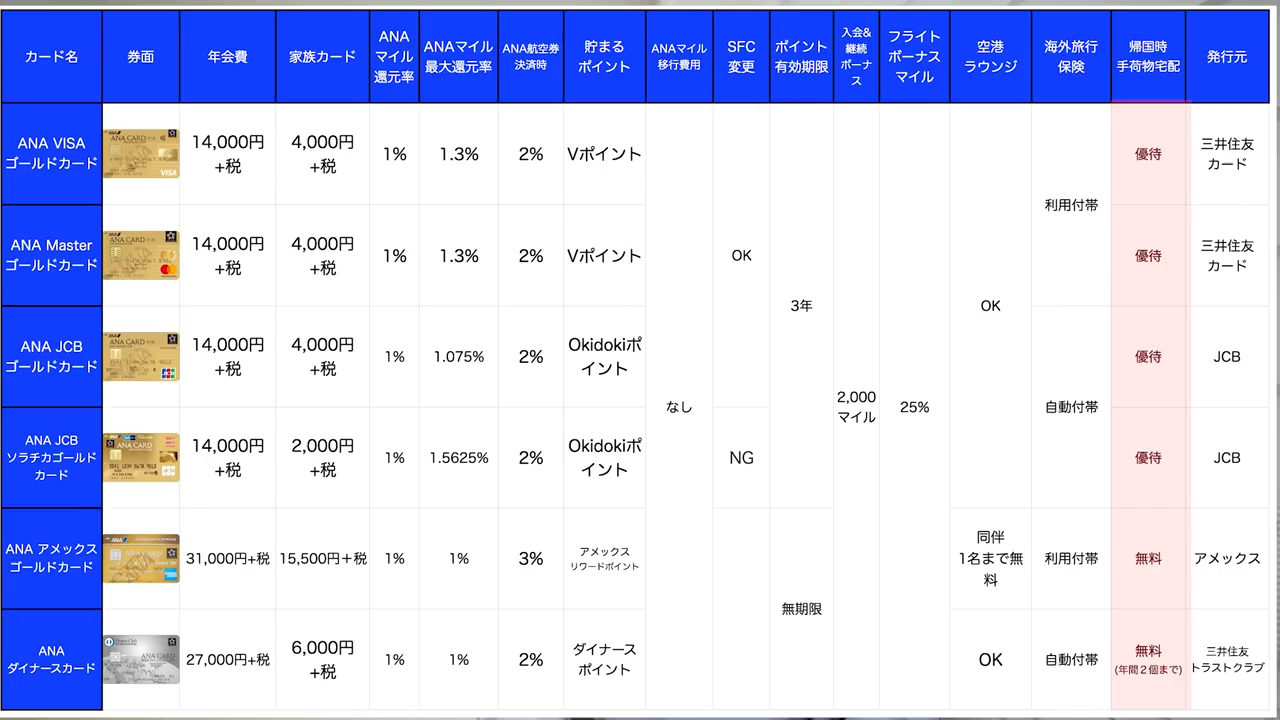 カード名
券面
年会費
家族カード
ANA
マイル
還元率
ANAマイル
最大還元率
ANA航空券
決済時
貯まる
ポイント
ANAマイル
移行費用
SFC
変更
ポイント
有効期限
入会&
継続
ボーナ
ス
フライト
ボーナス
マイル
空港
ラウンジ
海外旅行
保険
帰国時
手荷物宅配
発行元
ANA VISA
ゴールドカード
ANA CARD
VISA
14,000円
+税
4,000円
+税
1%
1.3%
2%
Vポイント
優待
三井住友
カード
利用付帯
ANA Master
ゴールドカード
ANA CARD
14,000円
+税
4,000円
+税
1%
1.3%
2%
Vポイント
OK
優待
三井住友
カード
3年
OK
ANA JCB
ゴールドカード
ANA CARD
JCB
14,000円
+税
4,000円
+税
1%
1.075%
2%
Okidokiポ
イント
優待
JCB
なし
2,000
マイル
25%
自動付帯
ANA JCB
ソラチカゴールド
カード
ANA CARD
14,000円
+税
2,000円
+税
1%
1.5625%
2%
Okidokiポ
イント
NG
優待
JCB
ANA アメックス
ゴールドカード
ANA CARD
31,000円+税
15,500円+税
1%
1%
3%
アメックス
リワードポイント
同伴
1名まで無
料
利用付帯
無料
アメックス
無期限
ANA
ダイナースカード
ANA CARD
27,000円+税
6,000円
+税
1%
1%
2%
ダイナース
ポイント
OK
自動付帯
無料
(年間２個まで)
三井住友
トラストクラブ